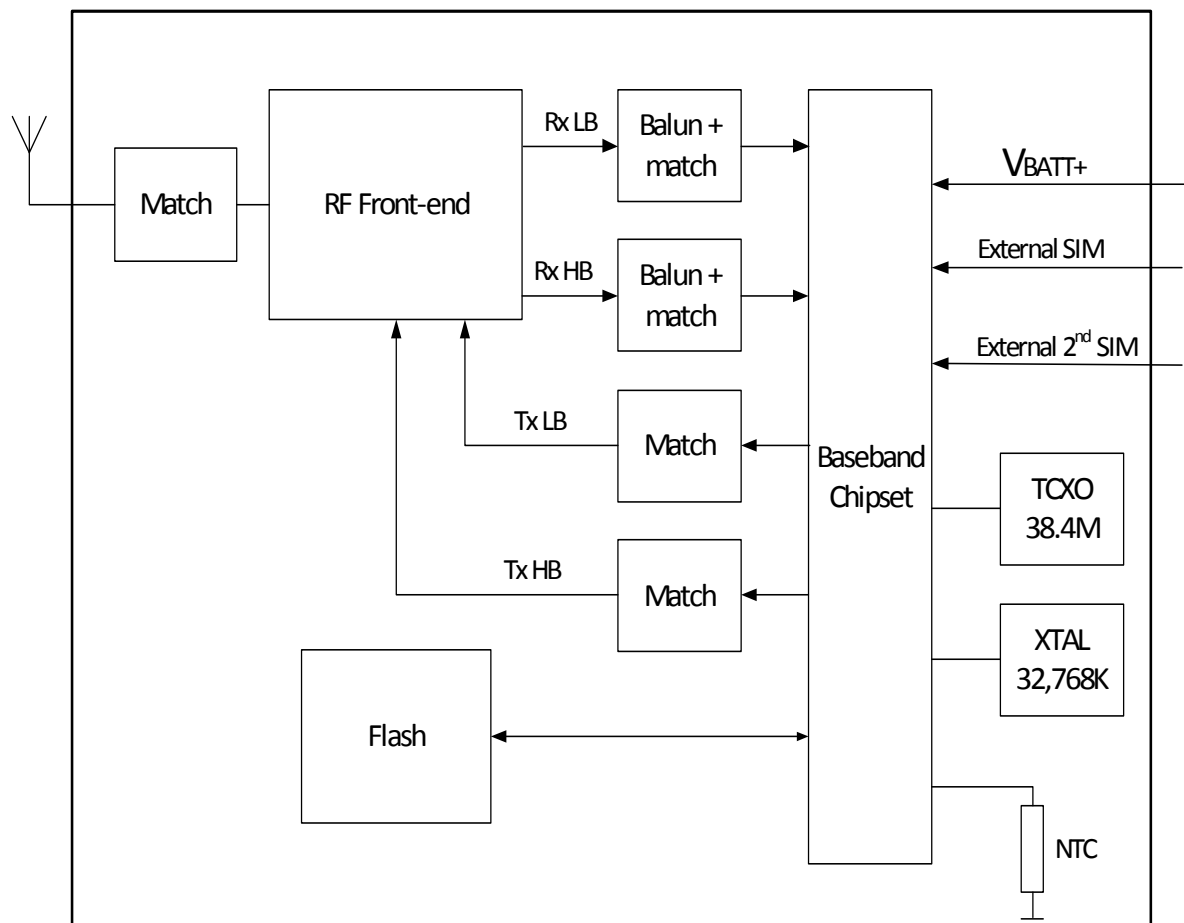 Rx LB
Balun +
match
VBATT+
Match
RF Front-end
External SIM
Rx HB
Balun +
match
External 2nd SIM
Tx LB
Match
Baseband
Chipset
TCXO
38.4M
Tx HB
Match
XTAL
32,768K
Flash
NTC